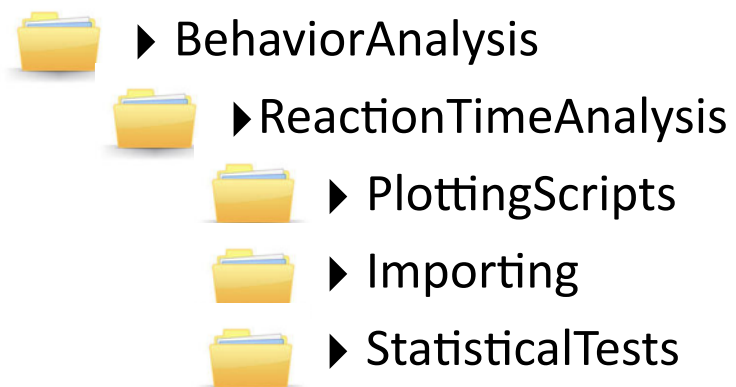 BehaviorAnalysis
ReactionTimeAnalysis
PlottingScripts
Importing
StatisticalTests